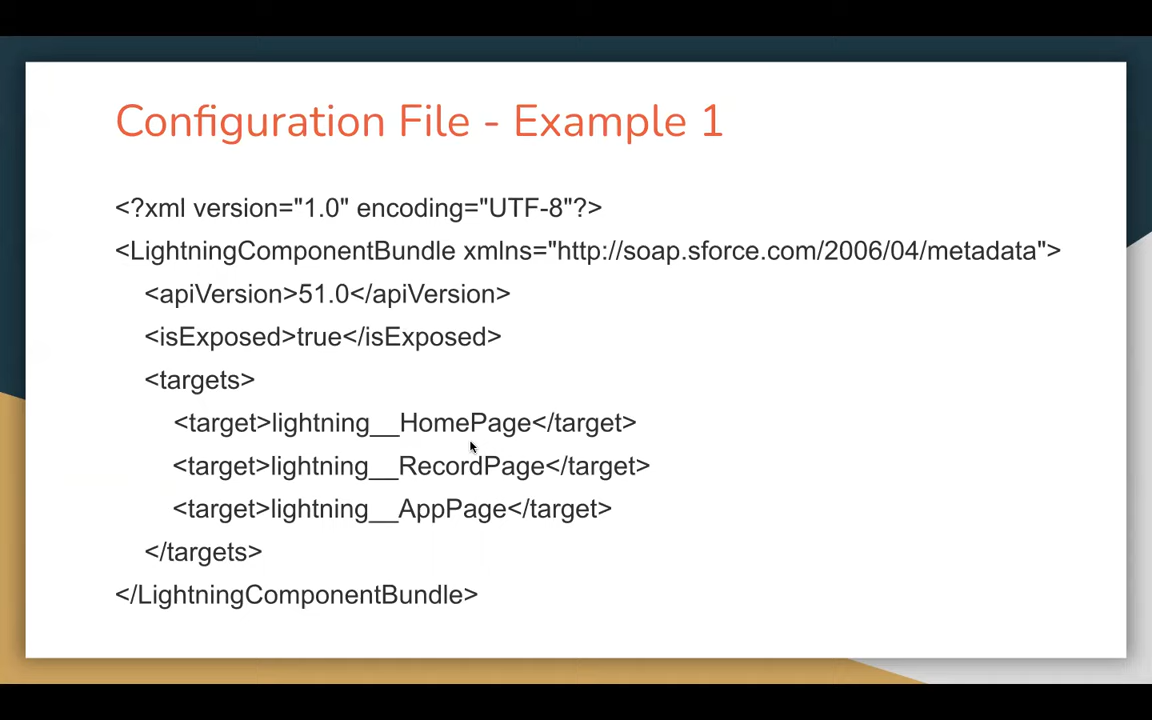 Configuration File - Example 1
<?xml version="1.0" encoding="UTF-8"?>
<LightningComponentBundle xmlns="http://soap.sforce.com/2006/04/metadata">
<apiVersion>51.0</apiVersion>
<isExposed>true</isExposed>
<targets>
<target>lightning__HomePage</target>
<target>lightning__RecordPage</target>
<target>lightning__AppPage</target>
</targets>
</LightningComponentBundle>